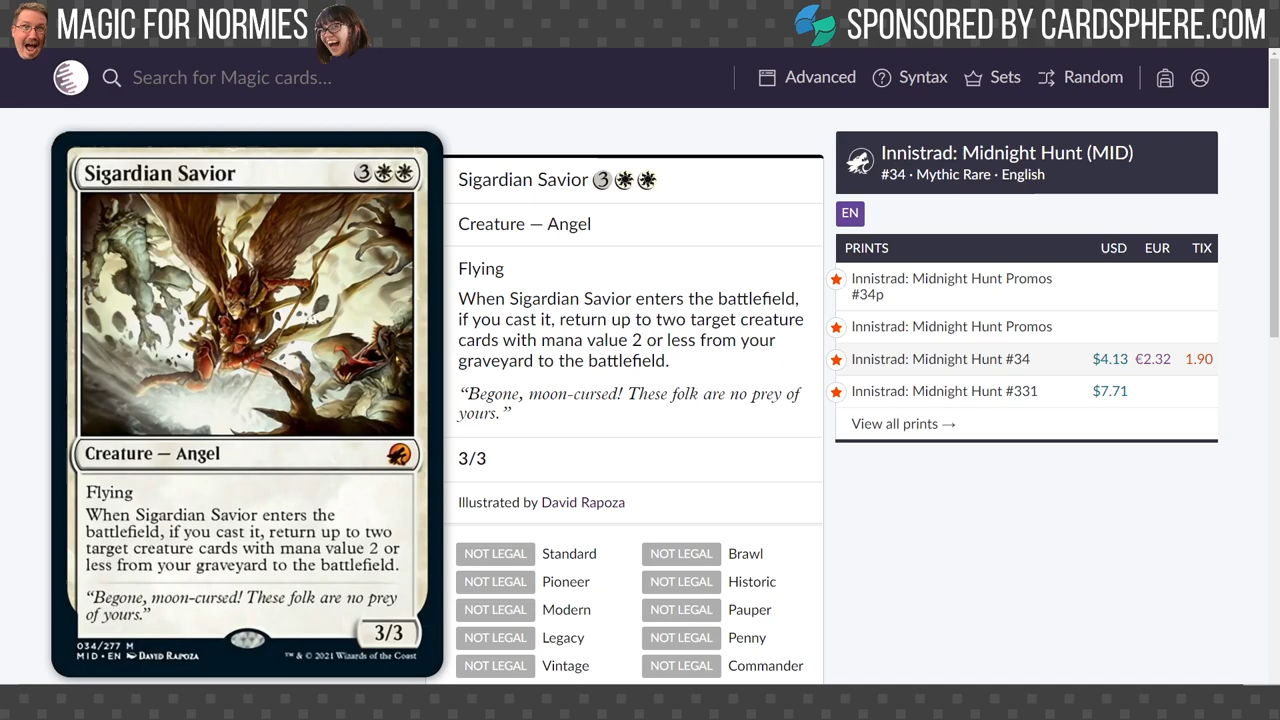 MAGIC FOR NORMIES
SPONSORED BY CARDSPHERE.COM
Search for Magic cards...
Advanced
Syntax
Sets
Random
Sigardian Savior 3
Creature — Angel
Flying
When Sigardian Savior enters the
battlefield, if you cast it, return up to two
target creature cards with mana value 2 or
less from your graveyard to the battlefield.
“Begone, moon-cursed! These folk are no prey
of yours.”
3/3
034/277 M
MID • EN DAVID RAPOZA
™ & © 2021 Wizards of the Coast
Sigardian Savior 3
Creature — Angel
Flying
When Sigardian Savior enters the battlefield,
if you cast it, return up to two target creature
cards with mana value 2 or less from your
graveyard to the battlefield.
“Begone, moon-cursed! These folk are no prey of
yours.”
3/3
Illustrated by David Rapoza
NOT LEGAL Standard NOT LEGAL Brawl
NOT LEGAL Pioneer NOT LEGAL Historic
NOT LEGAL Modern NOT LEGAL Pauper
NOT LEGAL Legacy NOT LEGAL Penny
NOT LEGAL Vintage NOT LEGAL Commander
Innistrad: Midnight Hunt (MID)
#34 · Mythic Rare · English
EN
PRINTS USD EUR TIX
Innistrad: Midnight Hunt Promos
#34p
Innistrad: Midnight Hunt Promos
Innistrad: Midnight Hunt #34 $4.13 €2.32 1.90
Innistrad: Midnight Hunt #331 $7.71
View all prints →